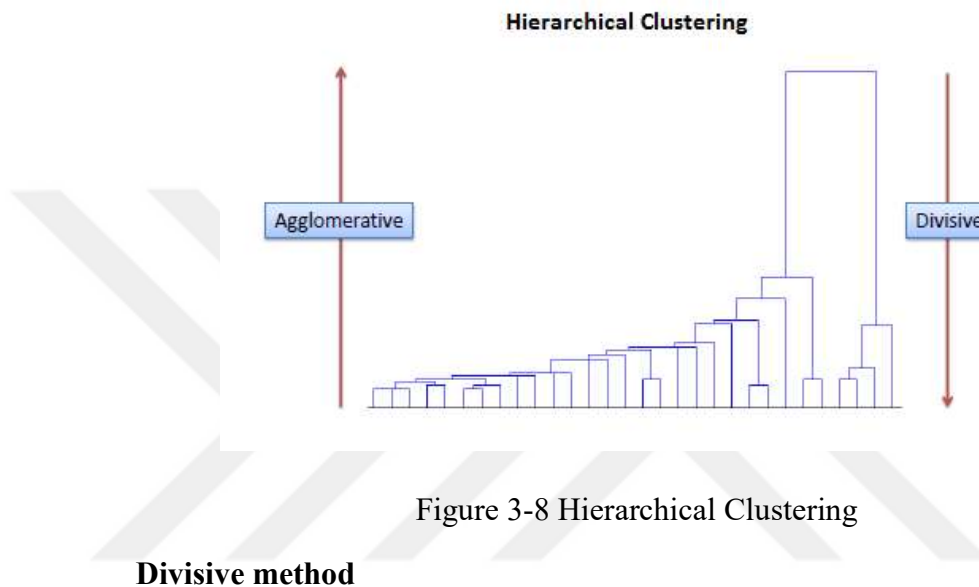 Hierarchical Clustering
Agglomerative
Divisive
Figure 3-8 Hierarchical Clustering
Divisive method